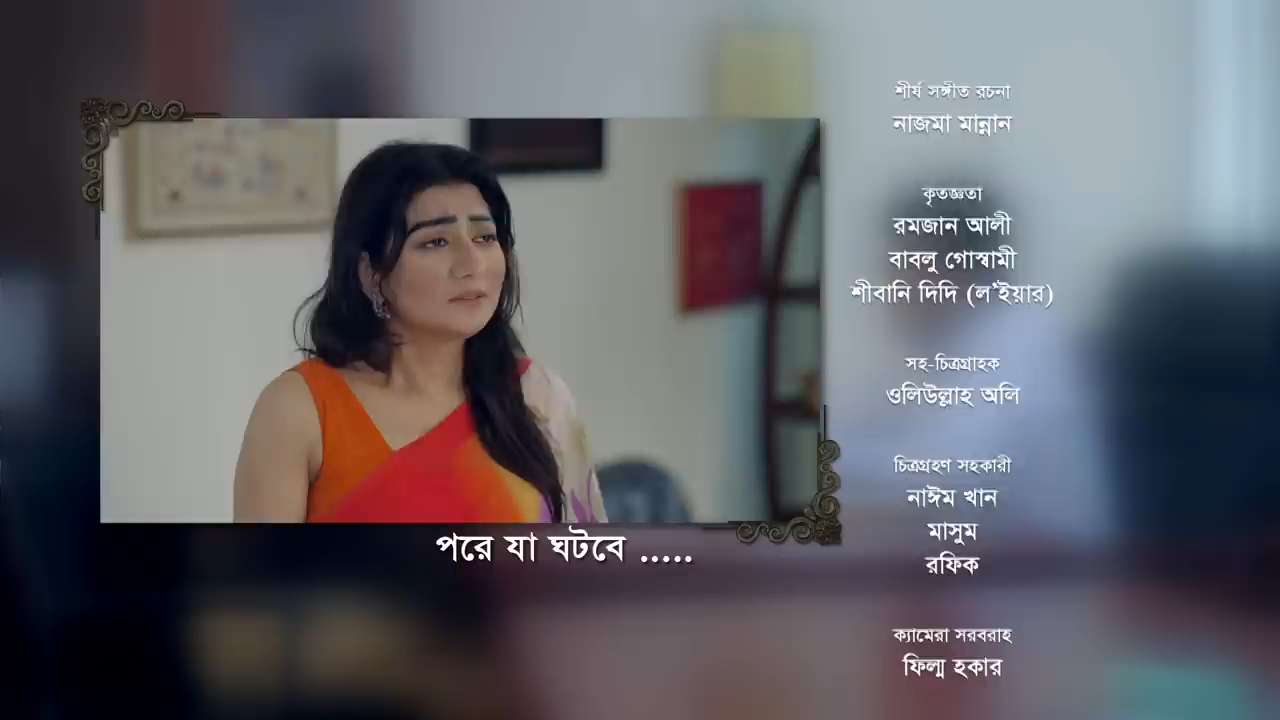 শীর্ষ সঙ্গীত রচনা
নাজমা মান্নান
কৃতজ্ঞতা
রমজান আলী
বাবলু গোস্বামী
শীবানি দিদি (ল'ইয়ার)
সহ-চিত্রগ্রাহক
ওলিউল্লাহ অলি
চিত্রগ্রহণ সহকারী
নাঈম খান
মাসুম
রফিক
ক্যামেরা সরবরাহ
ফিল্ম হকার
পরে যা ঘটবে .....